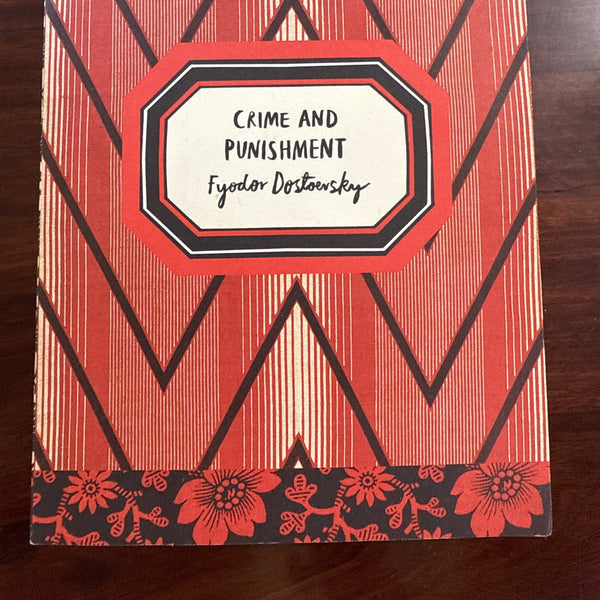 CRIME AND
PUNISHMENT
Fyodor Dostoevsky